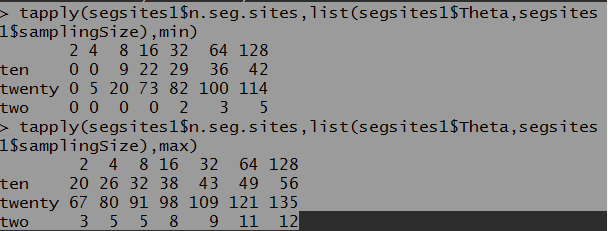 > tapply(segsites1$n.seg.sites,list(segsites1$Theta,segsites
1$samplingSize),min)
2 4 8 16 32 64 128
ten 0 0 9 22 29 36 42
twenty 0 5 20 73 82 100 114
two 0 0 0 0 2 3 5
> tapply(segsites1$n.seg.sites,list(segsites1$Theta,segsites
1$samplingSize),max)
2 4 8 16 32 64 128
ten 20 26 32 38 43 49 56
twenty 67 80 91 98 109 121 135
two 3 5 5 8 9 11 12